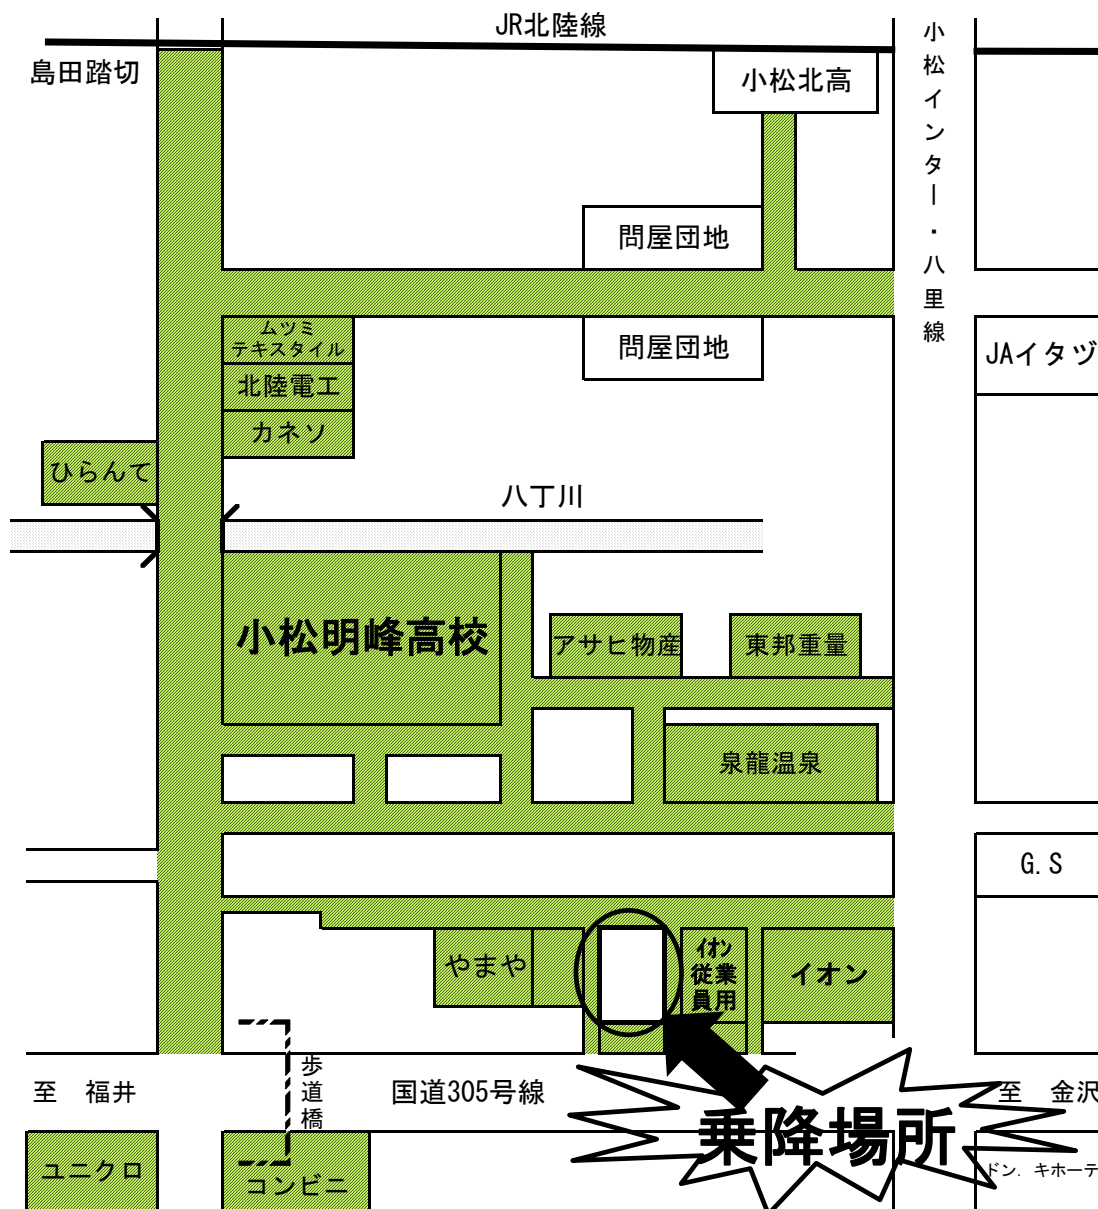 JR北陸線
島田踏切
小松北高
小松インター・八里線
問屋団地
ムツミ
テキスタイル
問屋団地
JAイタヅ
北陸電工
カネソ
ひらんて
八丁川
小松明峰高校
アサヒ物産
東邦重量
泉龍温泉
G.S
やまや
イオン
従業
員用
イオン
歩道橋
至 福井
国道305号線
至 金沢
乗降場所
ユニクロ
コンビニ
ドン.キホーテ